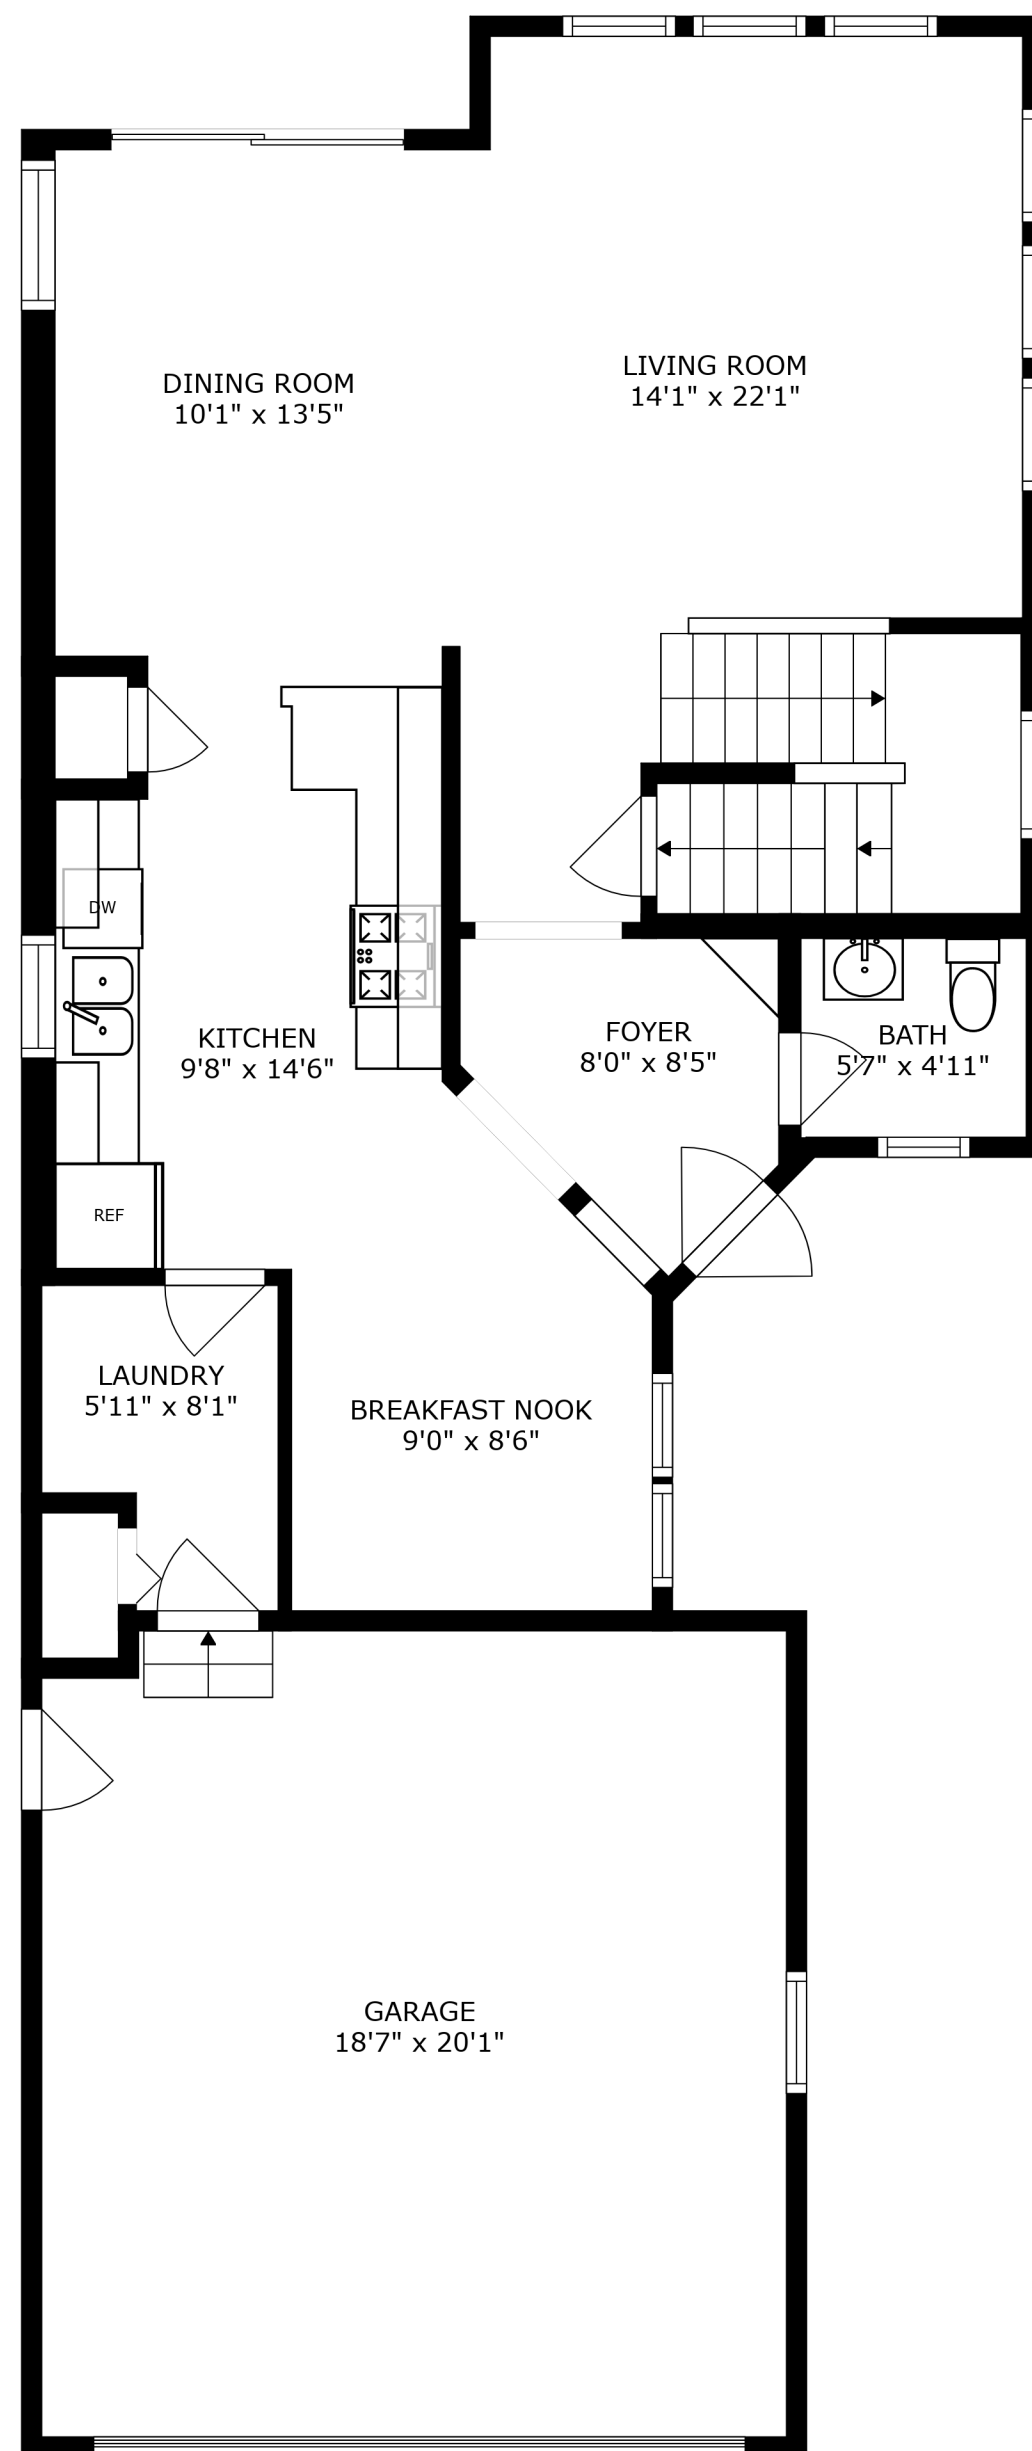 LIVING ROOM
14'1" x 22'1"
DINING ROOM
10'1" x 13'5"
DW
KITCHEN
9'8" x 14'6"
FOYER
8'0" x 8'5"
BATH
5'7" x 4'11"
REF
LAUNDRY
5'11" x 8'1"
BREAKFAST NOOK
9'0" x 8'6"
GARAGE
18'7" x 20'1"